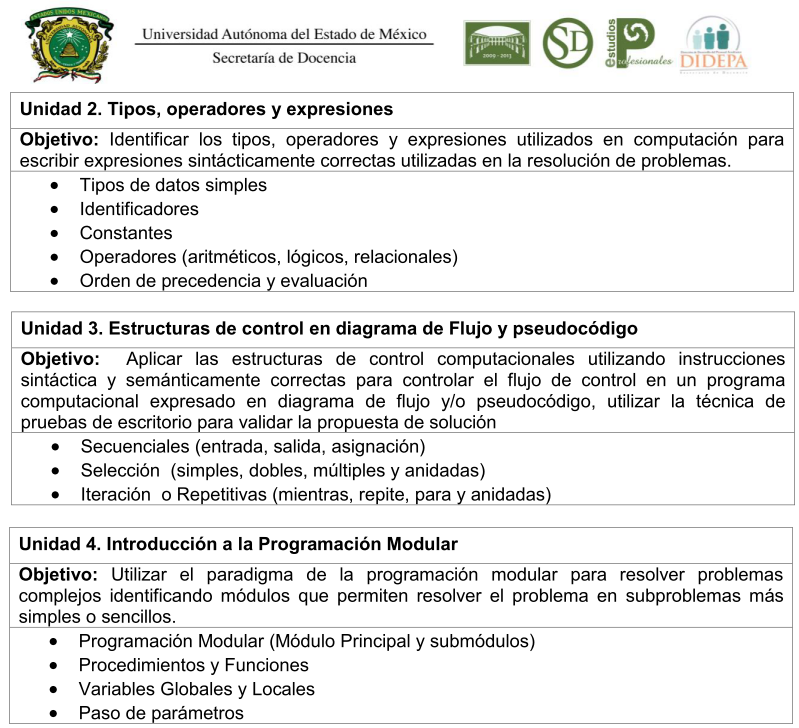 ESTADOS UNIDOS MEXICANOS
Universidad Autónoma del Estado de México
Secretaría de Docencia
2009 - 2013
SD
estudios
Profesionales
DIDEPA
Secretaría de Docencia
Unidad 2. Tipos, operadores y expresiones
Objetivo: Identificar los tipos, operadores y expresiones utilizados en computación para
escribir expresiones sintácticamente correctas utilizadas en la resolución de problemas.
• Tipos de datos simples
• Identificadores
• Constantes
• Operadores (aritméticos, lógicos, relacionales)
• Orden de precedencia y evaluación
Unidad 3. Estructuras de control en diagrama de Flujo y pseudocódigo
Objetivo: Aplicar las estructuras de control computacionales utilizando instrucciones
sintáctica y semánticamente correctas para controlar el flujo de control en un programa
computacional expresado en diagrama de flujo y/o pseudocódigo, utilizar la técnica de
pruebas de escritorio para validar la propuesta de solución
• Secuenciales (entrada, salida, asignación)
• Selección (simples, dobles, múltiples y anidadas)
• Iteración o Repetitivas (mientras, repite, para y anidadas)
Unidad 4. Introducción a la Programación Modular
Objetivo: Utilizar el paradigma de la programación modular para resolver problemas
complejos identificando módulos que permiten resolver el problema en subproblemas más
simples o sencillos.
• Programación Modular (Módulo Principal y submódulos)
• Procedimientos y Funciones
• Variables Globales y Locales
• Paso de parámetros